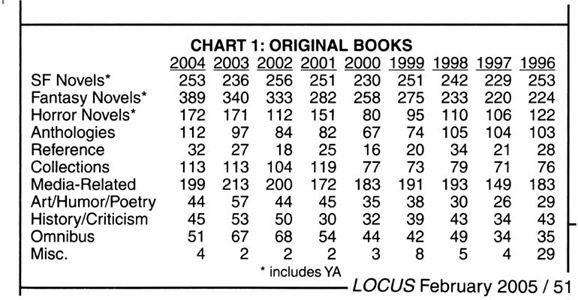 CHART 1: ORIGINAL BOOKS
2004 2003 2002 2001 2000 1999 1998 1997 1996
SF Novels* 253 236 256 251 230 251 242 229 253
Fantasy Novels* 389 340 333 282 258 275 233 220 224
Horror Novels* 172 171 112 151 80 95 110 106 122
Anthologies 112 97 84 82 67 74 105 104 103
Reference 32 27 18 25 16 20 34 21 28
Collections 113 113 104 119 77 73 79 71 76
Media-Related 199 213 200 172 183 191 193 149 183
Art/Humor/Poetry 44 57 44 45 35 38 30 26 29
History/Criticism 45 53 50 30 32 39 43 34 43
Omnibus 51 67 68 54 44 42 49 34 35
Misc. 4 2 2 2 3 8 5 4 29
* includes YA
LOCUS February 2005 / 51